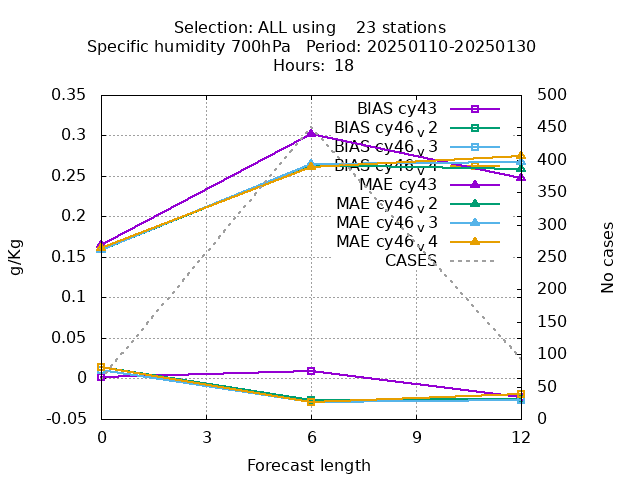 Selection: ALL using    23 stations
Specific humidity 700hPa   Period: 20250110-20250130
Hours: 18
0.35
0.3
0.25
0.2
0.15
0.1
0.05
0
-0.05
g/Kg
500
450
400
350
300
250
200
150
100
50
0
No cases
BIAS cy43
BIAS cy46_v2
BIAS cy46_v3
BIAS cy46_v4
MAE cy43
MAE cy46_v2
MAE cy46_v3
MAE cy46_v4
CASES
0 3 6 9 12
Forecast length